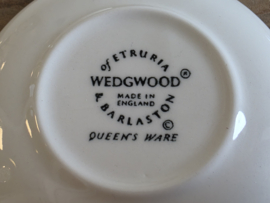 of ETRURIA
WEDGWOOD®
MADE IN
ENGLAND
& BARLASTON
©
QUEEN'S WARE